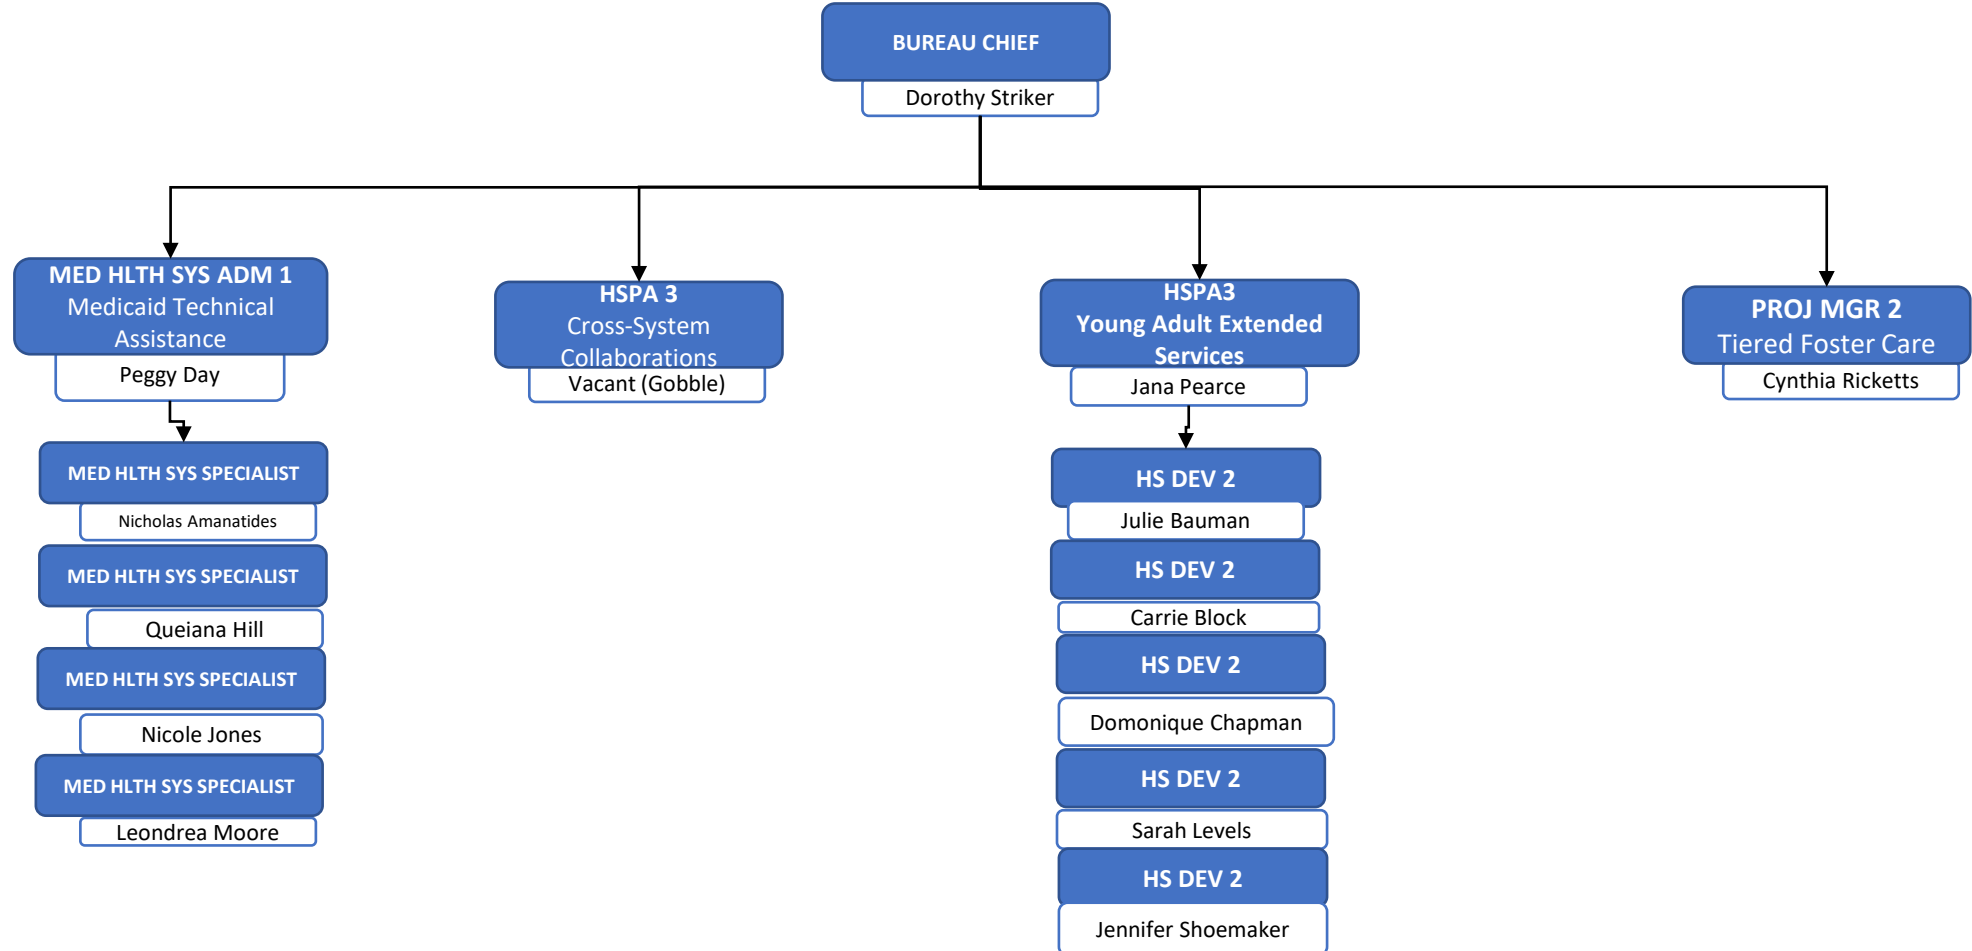 BUREAU CHIEF
Dorothy Striker
MED HLTH SYS ADM 1
Medicaid Technical
Assistance
Peggy Day
MED HLTH SYS SPECIALIST
Nicholas Amanatides
MED HLTH SYS SPECIALIST
Queiana Hill
MED HLTH SYS SPECIALIST
Nicole Jones
MED HLTH SYS SPECIALIST
Leondrea Moore
HSPA 3
Cross-System
Collaborations
Vacant (Gobble)
HSPA3
Young Adult Extended
Services
Jana Pearce
HS DEV 2
Julie Bauman
HS DEV 2
Carrie Block
HS DEV 2
Domonique Chapman
HS DEV 2
Sarah Levels
HS DEV 2
Jennifer Shoemaker
PROJ MGR 2
Tiered Foster Care
Cynthia Ricketts